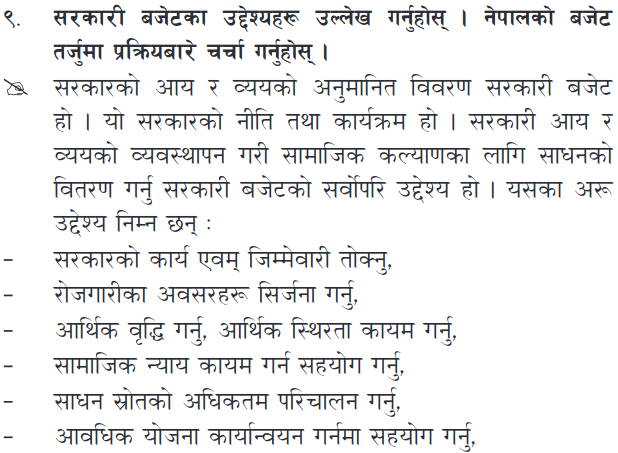 ९. सरकारी बजेटका उद्देश्यहरू उल्लेख गर्नुहोस् । नेपालको बजेट
तर्जुमा प्रक्रियबारे चर्चा गर्नुहोस् ।
सरकारको आय र व्ययको अनुमानित विवरण सरकारी बजेट
हो । यो सरकारको नीति तथा कार्यक्रम हो । सरकारी आय र
व्ययको व्यवस्थापन गरी सामाजिक कल्याणका लागि साधनको
वितरण गर्नु सरकारी बजेटको सर्वोपरि उद्देश्य हो । यसका अरू
उद्देश्य निम्न छन् :
- सरकारको कार्य एवम् जिम्मेवारी तोक्नु,
- रोजगारीका अवसरहरू सिर्जना गर्नु,
- आर्थिक वृद्धि गर्नु, आर्थिक स्थिरता कायम गर्नु,
- सामाजिक न्याय कायम गर्न सहयोग गर्नु,
- साधन स्रोतको अधिकतम परिचालन गर्नु,
- आवधिक योजना कार्यान्वयन गर्नमा सहयोग गर्नु,